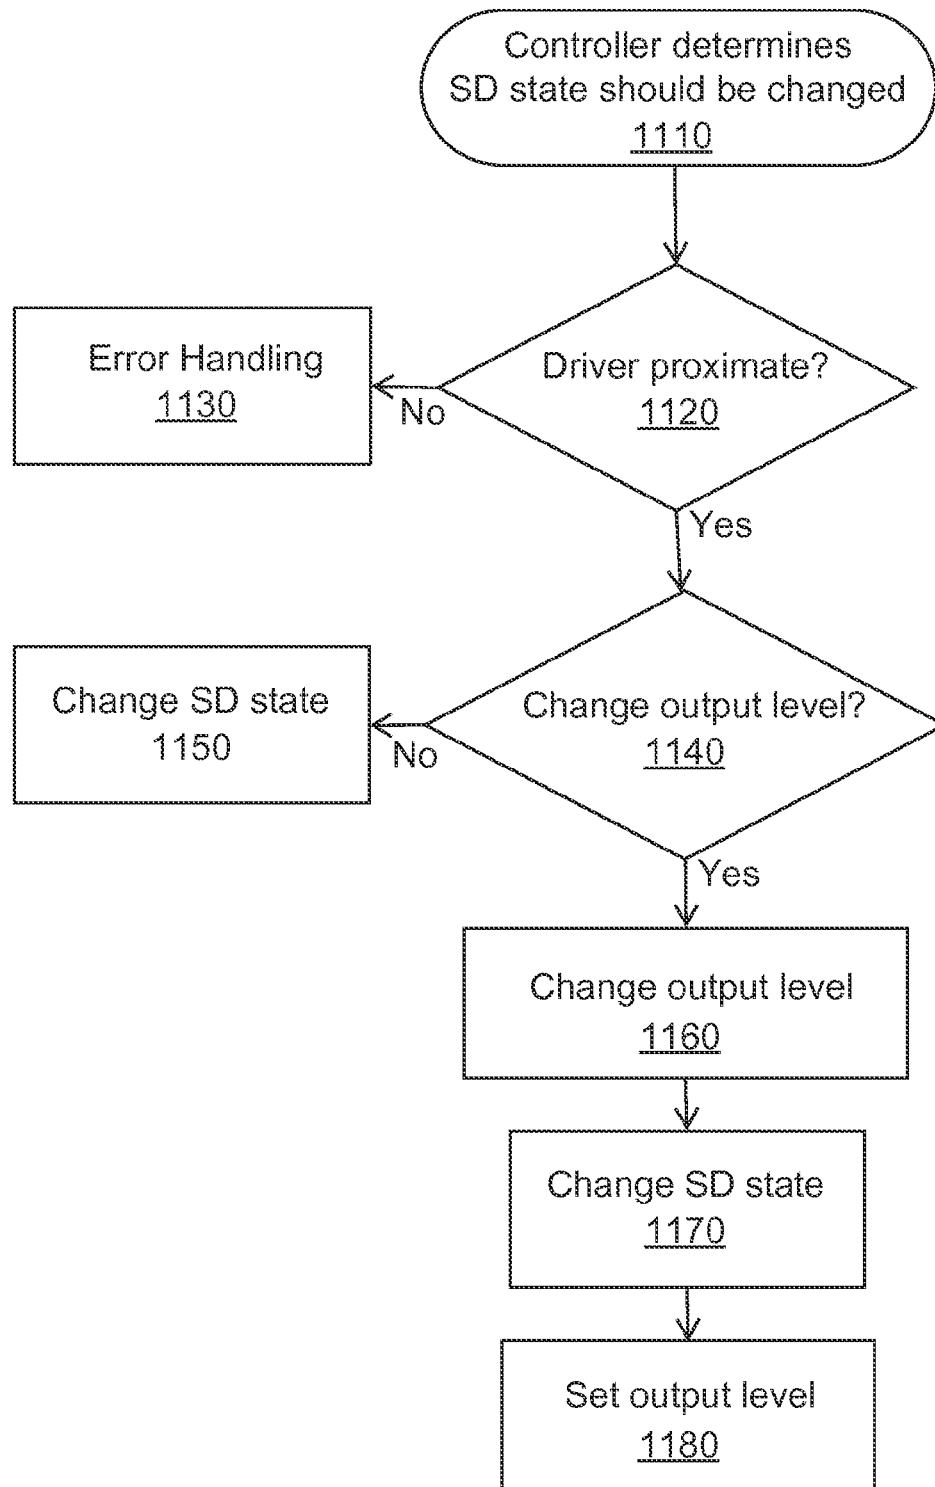 Controller determines
SD state should be changed
1110
Driver proximate?
1120
Error Handling
1130
No
Yes
Change output level?
1140
Change SD state
1150
No
Yes
Change output level
1160
Change SD state
1170
Set output level
1180